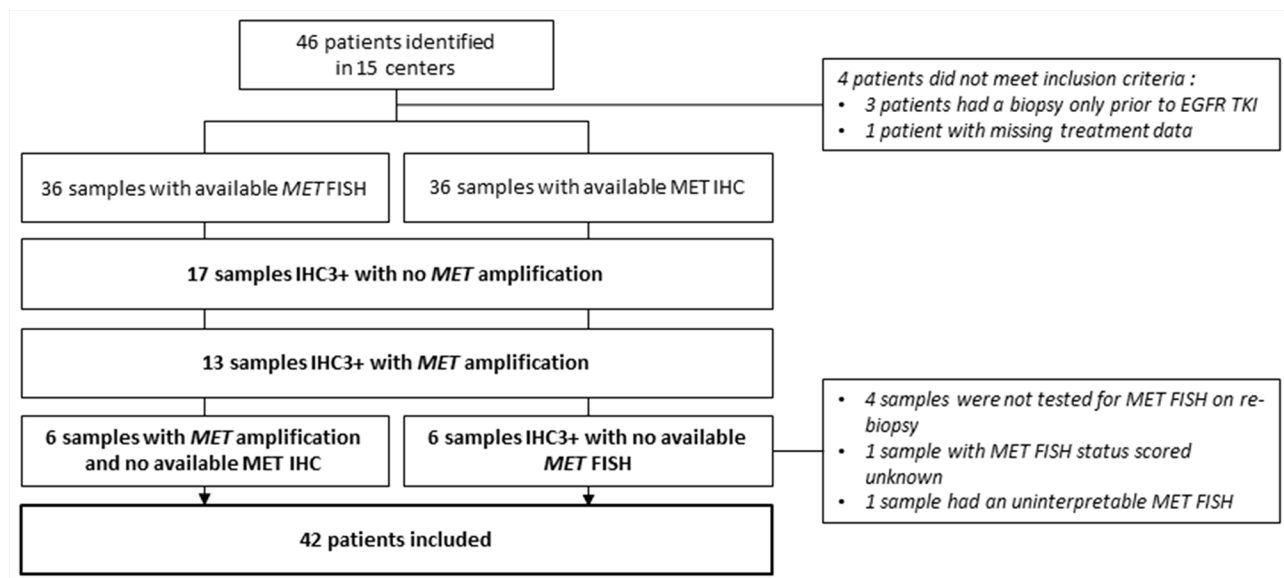 46 patients identified
in 15 centers
4 patients did not meet inclusion criteria :
• 3 patients had a biopsy only prior to EGFR TKI
• 1 patient with missing treatment data
36 samples with available MET FISH
36 samples with available MET IHC
17 samples IHC3+ with no MET amplification
13 samples IHC3+ with MET amplification
6 samples with MET amplification
and no available MET IHC
6 samples IHC3+ with no available
MET FISH
• 4 samples were not tested for MET FISH on re-
biopsy
• 1 sample with MET FISH status scored
unknown
• 1 sample had an uninterpretable MET FISH
42 patients included